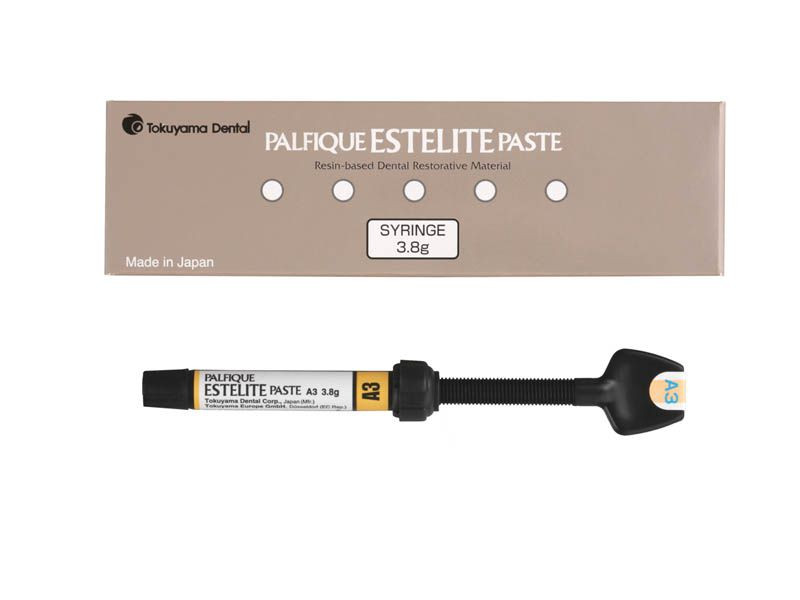 Tokuyama Dental
PALFIQUE ESTELITE PASTE
Resin-based Dental Restorative Material
SYRINGE
3.8g
Made in Japan
PALFIQUE
ESTELITE PASTE A3 3.8g
Tokuyama Dental Corp., Japan (Mfr.)
Tokuyama Europe GmbH, Düsseldorf (EC Rep.)
A3
A3